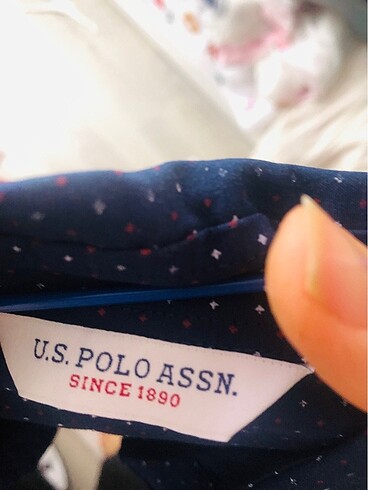 U.S. POLO ASSN.
SINCE 1890